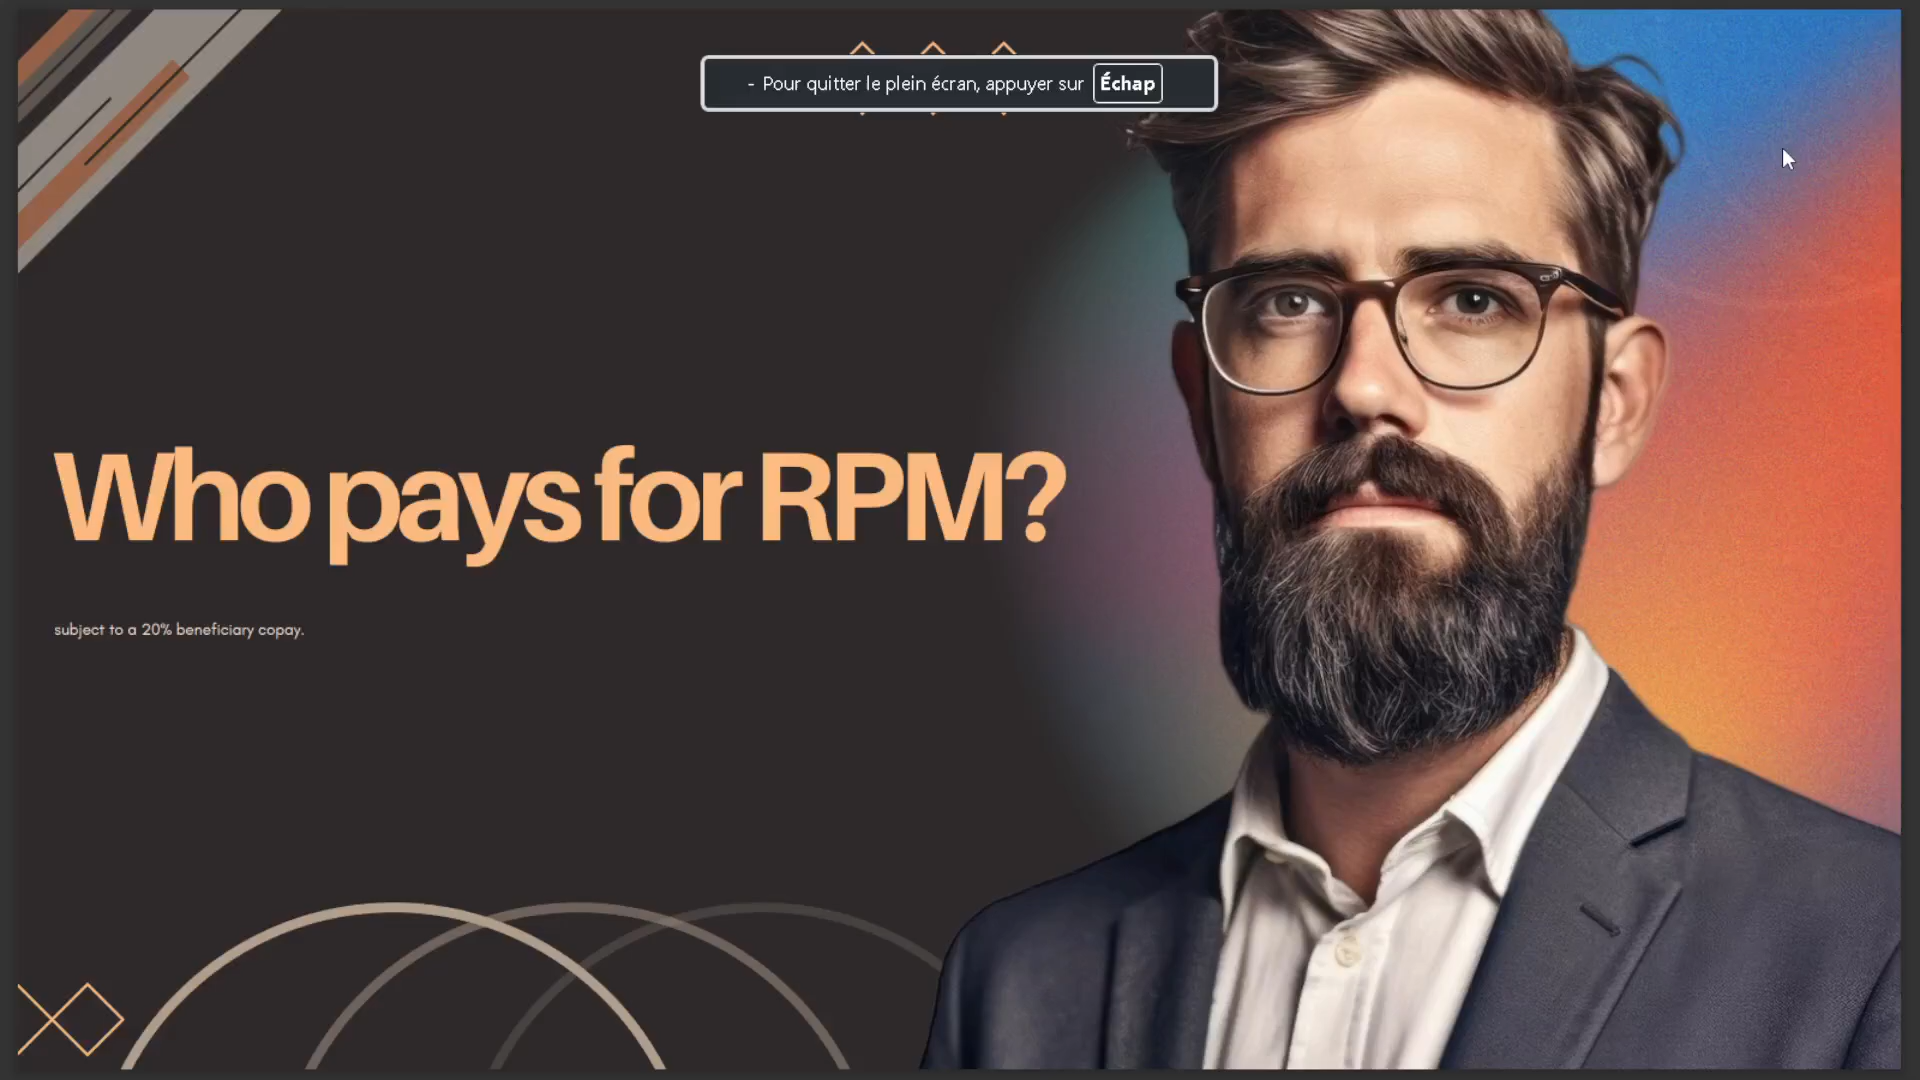 - Pour quitter le plein écran, appuyer sur Échap
Who pays for RPM?
subject to a 20% beneficiary copay.